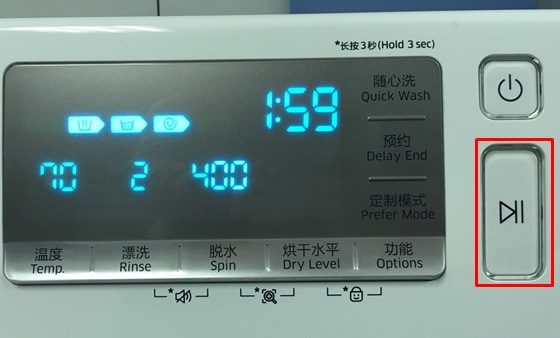 *长按3秒(Hold 3 sec)
随心洗
Quick Wash
1:59
预约
Delay End
70 2 400
定制模式
Prefer Mode
温度 漂洗 脱水 烘干水平 功能
Temp. Rinse Spin Dry Level Options
* * *